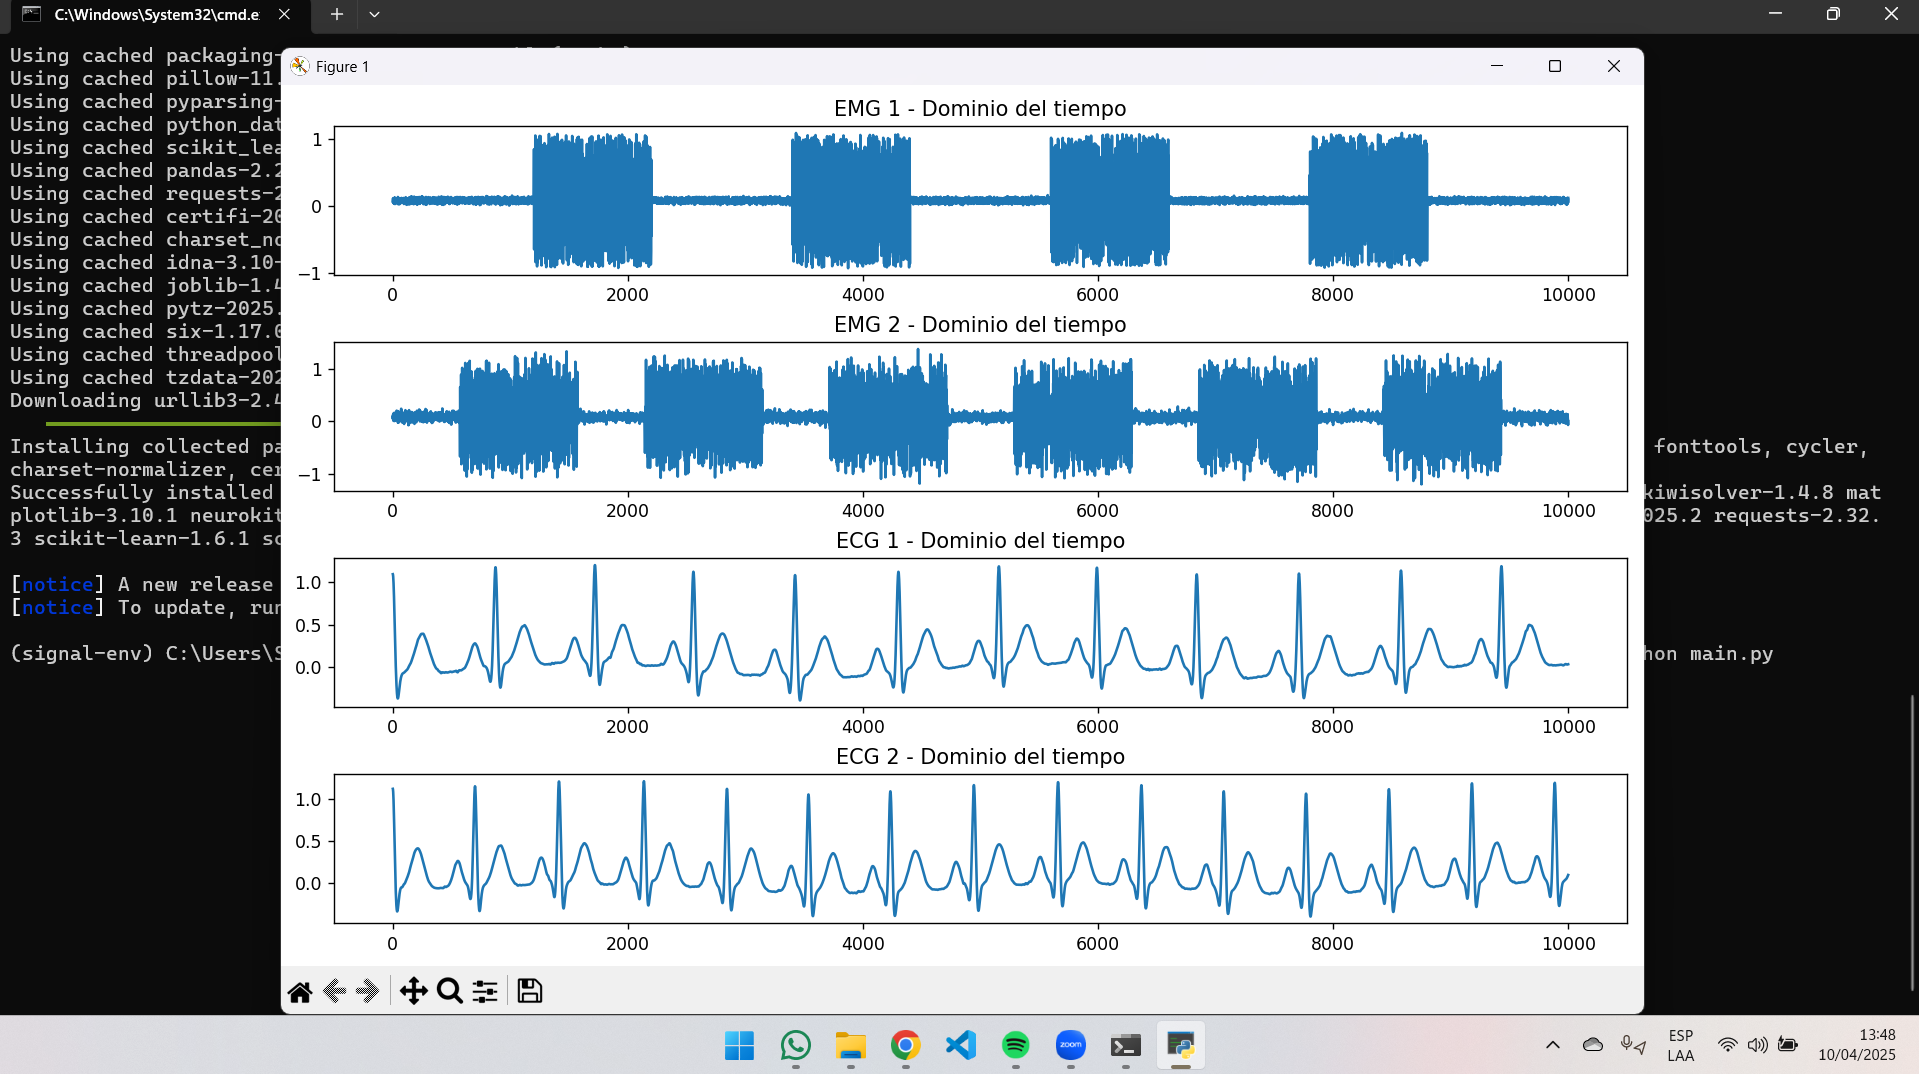 C:\Windows\System32\cmd.e
Using cached packaging-
Using cached pillow-11.
Using cached pyparsing-
Using cached python_dat
Using cached scikit_lea
Using cached pandas-2.2
Using cached requests-2
Using cached certifi-20
Using cached charset_no
Using cached idna-3.10-
Using cached joblib-1.4
Using cached pytz-2025.
Using cached six-1.17.0
Using cached threadpool
Using cached tzdata-202
Downloading urllib3-2.4
Installing collected pa fonttools, cycler,
charset-normalizer, cer
Successfully installed kiwisolver-1.4.8 mat
plotlib-3.10.1 neurokit 025.2 requests-2.32.
3 scikit-learn-1.6.1 sc
[notice] A new release
[notice] To update, run
(signal-env) C:\Users\S hon main.py
Figure 1
EMG 1 - Dominio del tiempo
1
0
−1
0 2000 4000 6000 8000 10000
EMG 2 - Dominio del tiempo
1
0
−1
0 2000 4000 6000 8000 10000
ECG 1 - Dominio del tiempo
1.0
0.5
0.0
0 2000 4000 6000 8000 10000
ECG 2 - Dominio del tiempo
1.0
0.5
0.0
0 2000 4000 6000 8000 10000
zoom
ESP
LAA
13:48
10/04/2025